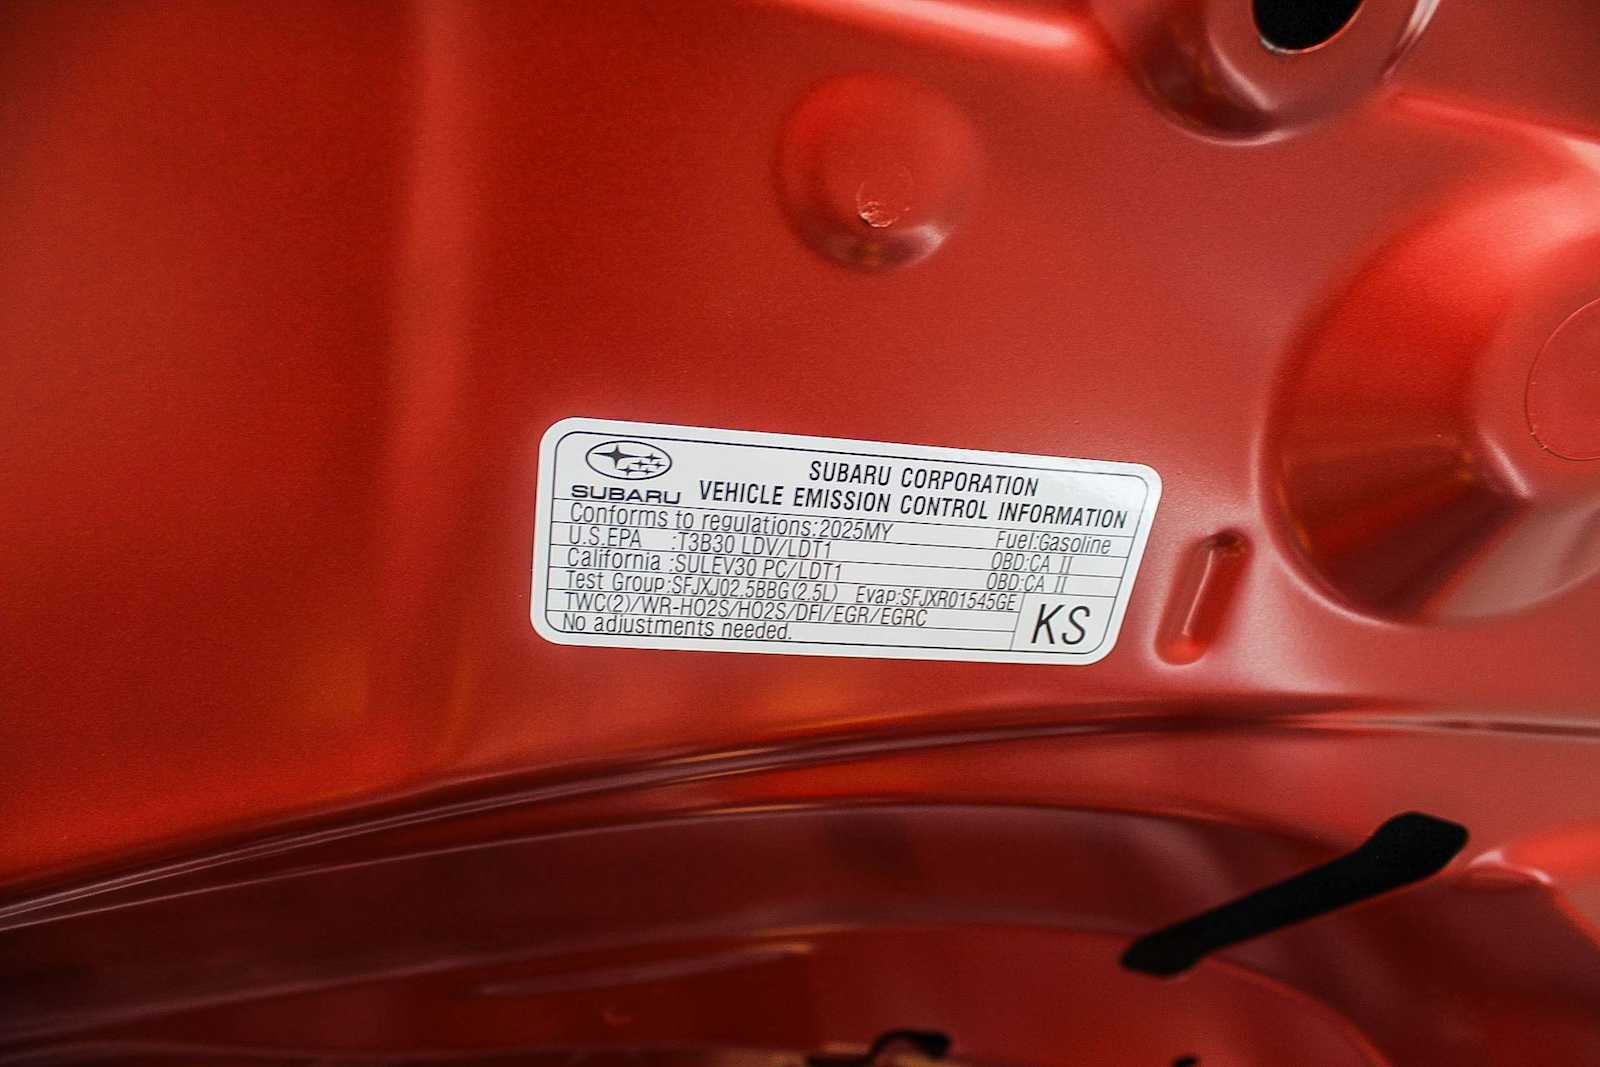 SUBARU CORPORATION
SUBARU VEHICLE EMISSION CONTROL INFORMATION
Conforms to regulations:2025MY Fuel:Gasoline
U.S.EPA :T3B30 LDV/LDT1 OBD:CA II
California :SULEV30 PC/LDT1 OBD:CA II
Test Group:SFJXJ02.5BBG(2.5L) Evap:SFJXR01545GE
TWC(2)/WR-HO2S/HO2S/DFI/EGR/EGRC
No adjustments needed.
KS